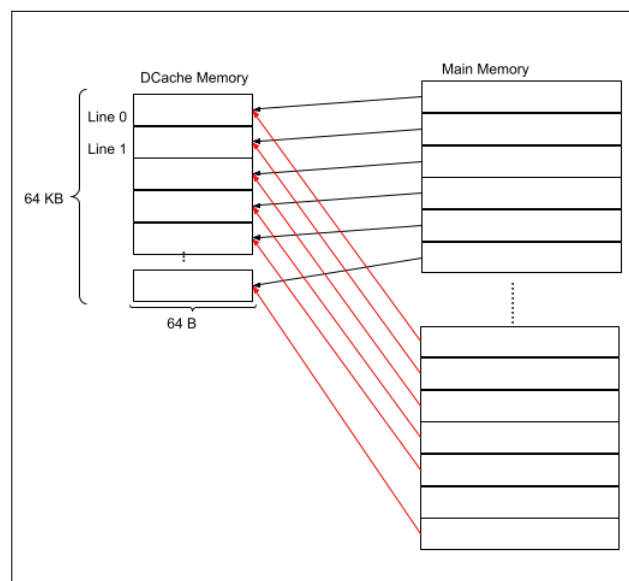 DCache Memory
Main Memory
Line 0
Line 1
64 KB
64 B